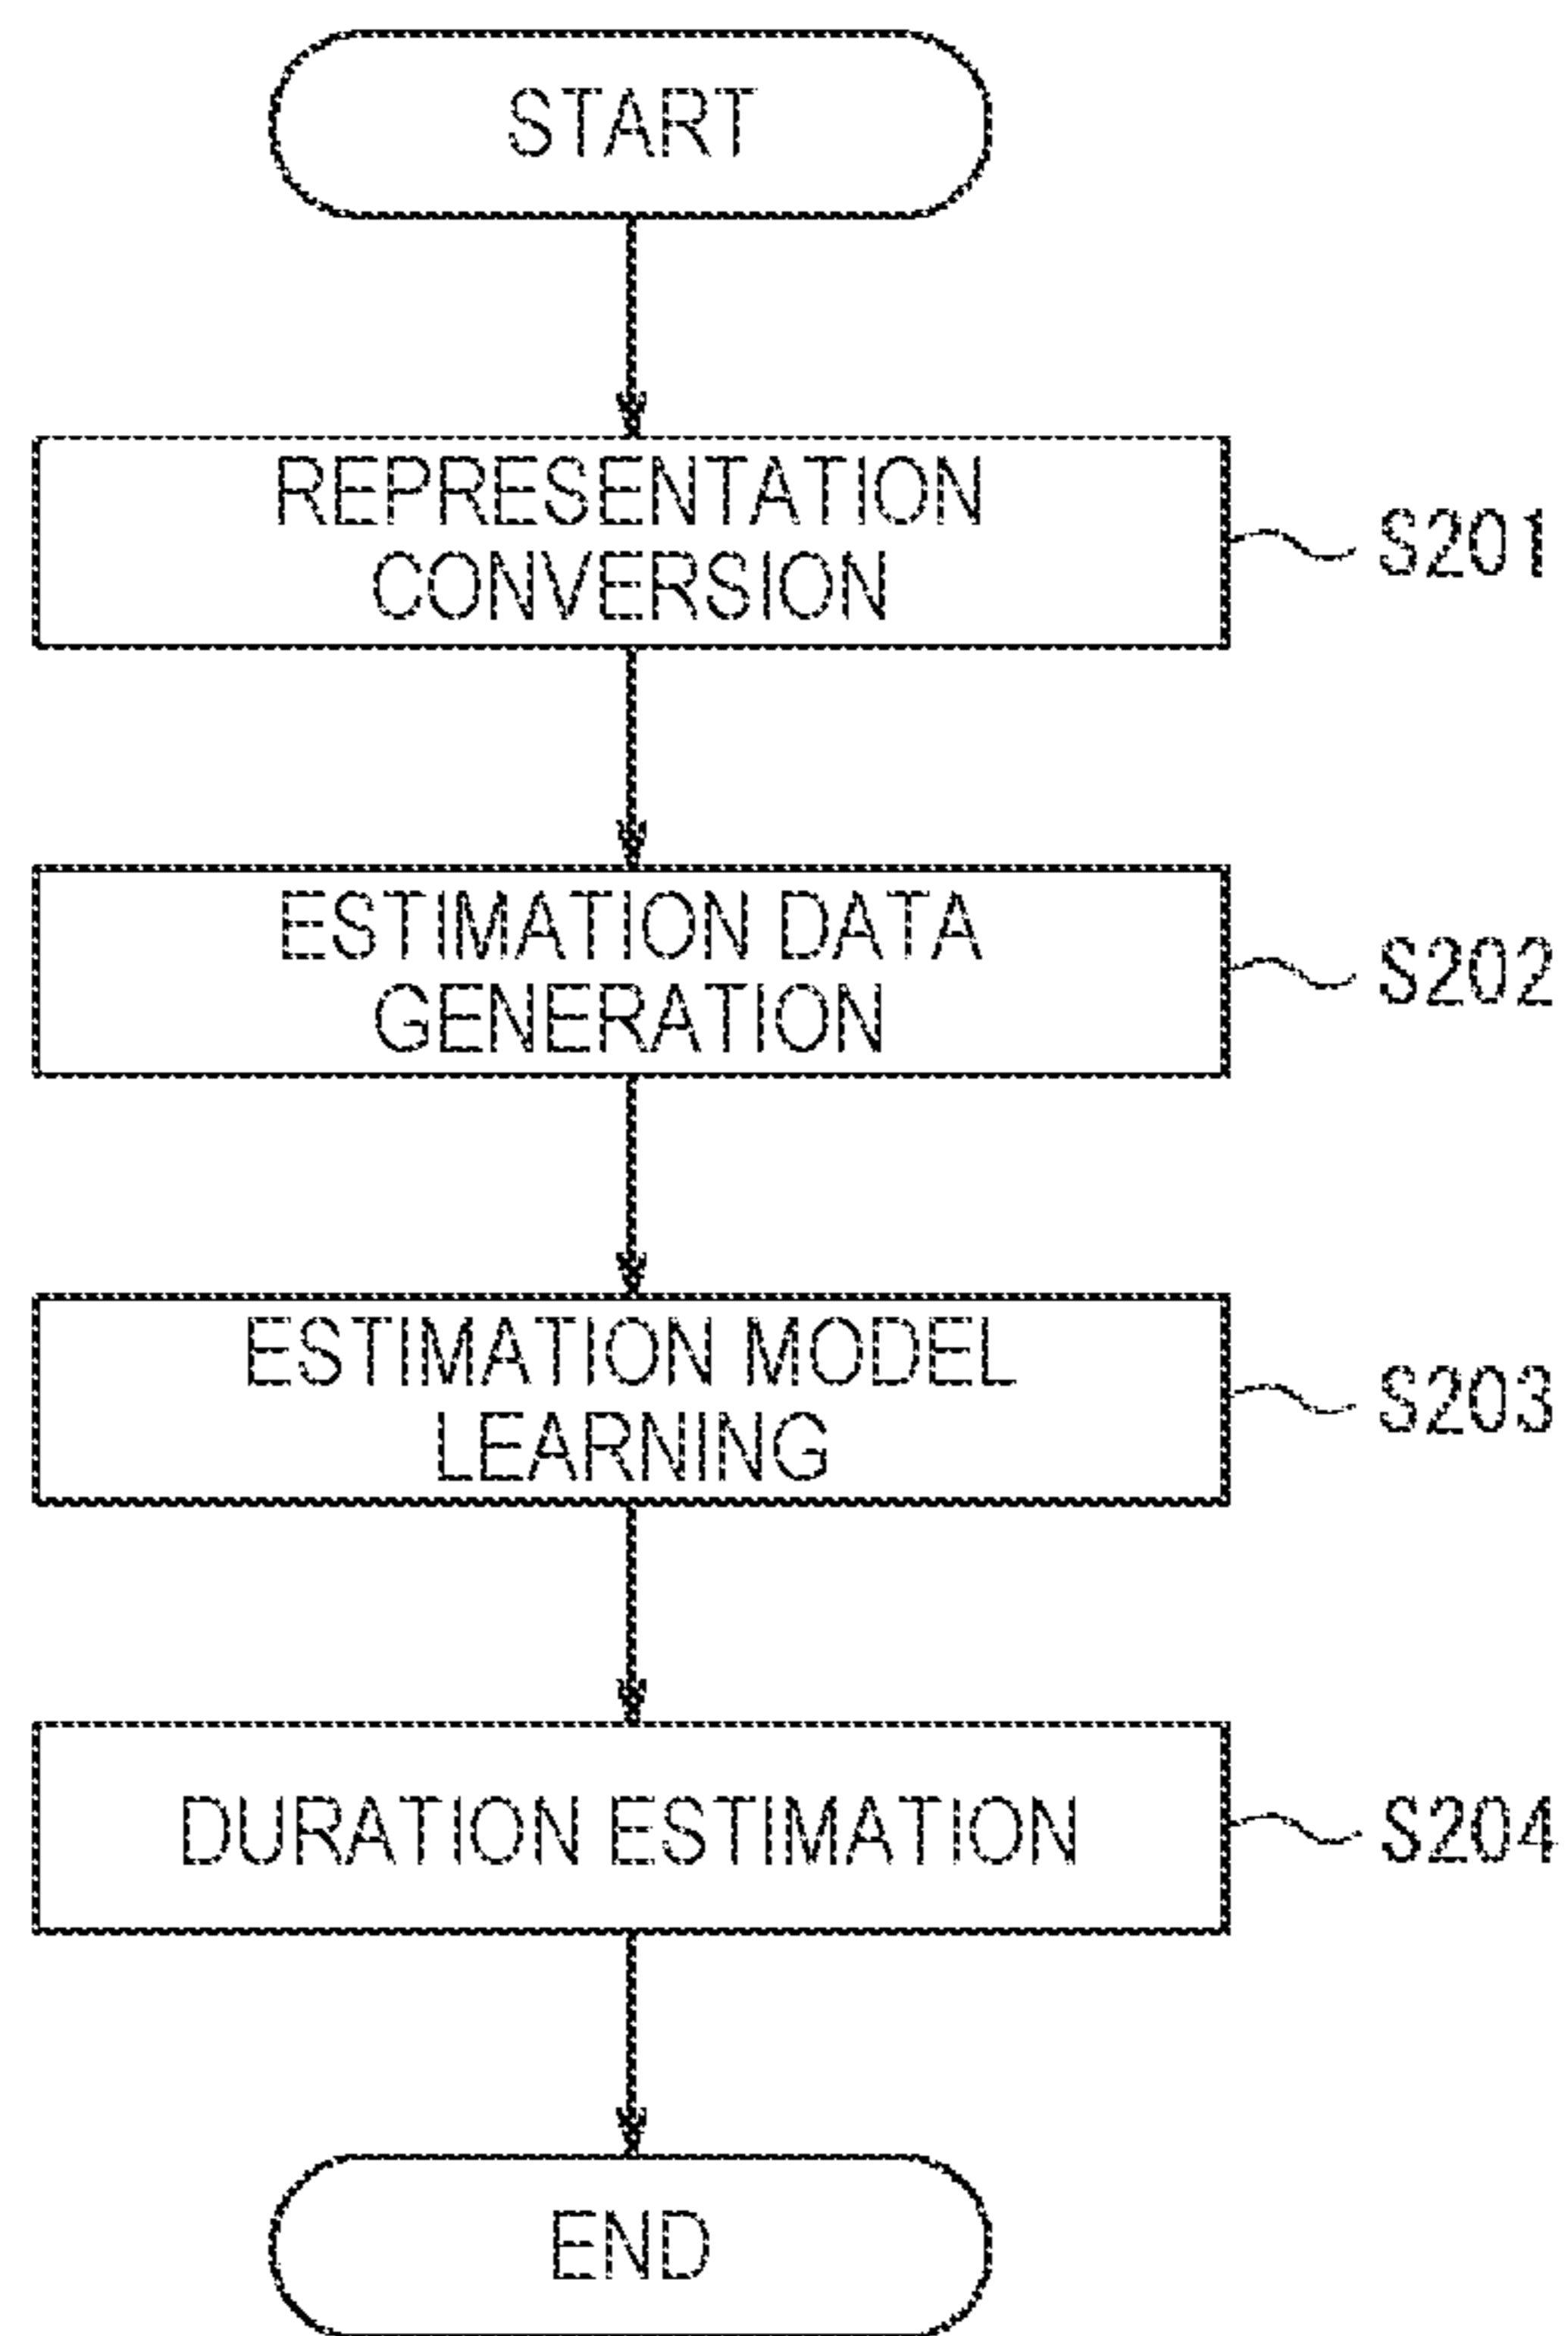 START
REPRESENTATION
CONVERSION
S201
ESTIMATION DATA
GENERATION
S202
ESTIMATION MODEL
LEARNING
S203
DURATION ESTIMATION
S204
END